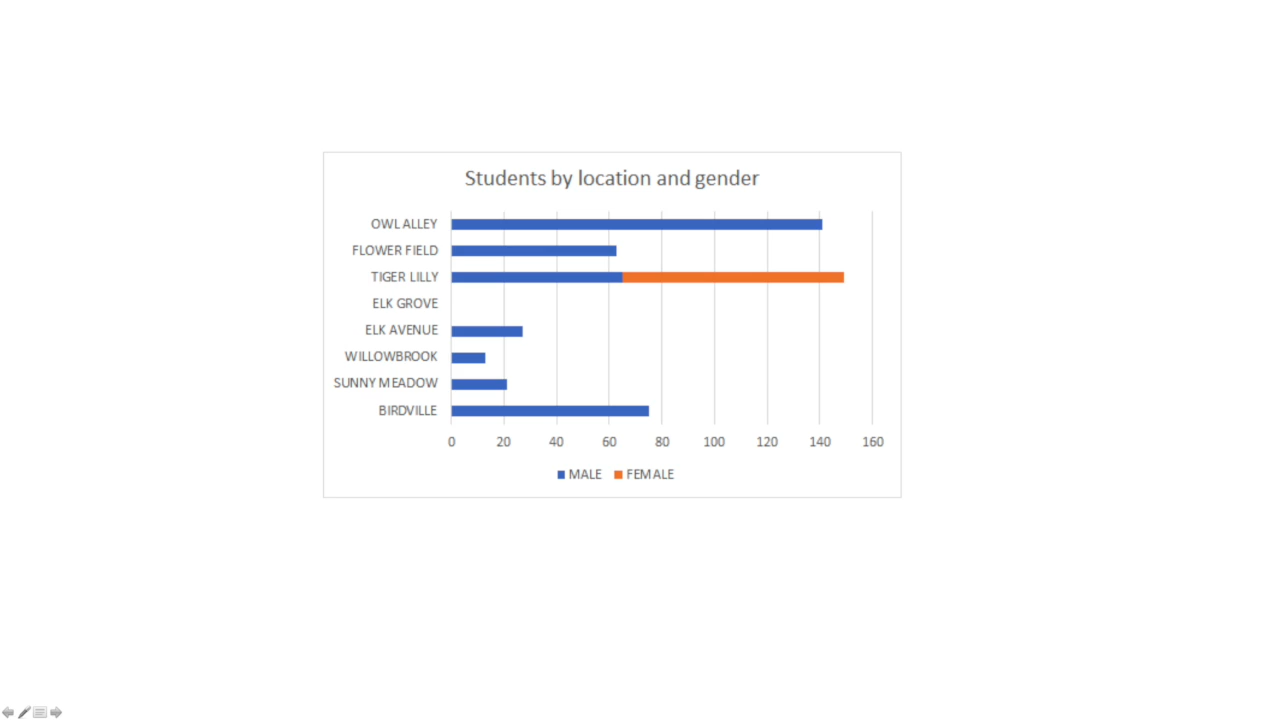 Students by location and gender
OWL ALLEY
FLOWER FIELD
TIGER LILLY
ELK GROVE
ELK AVENUE
WILLOWBROOK
SUNNY MEADOW
BIRDVILLE
0 20 40 60 80 100 120 140 160
MALE FEMALE